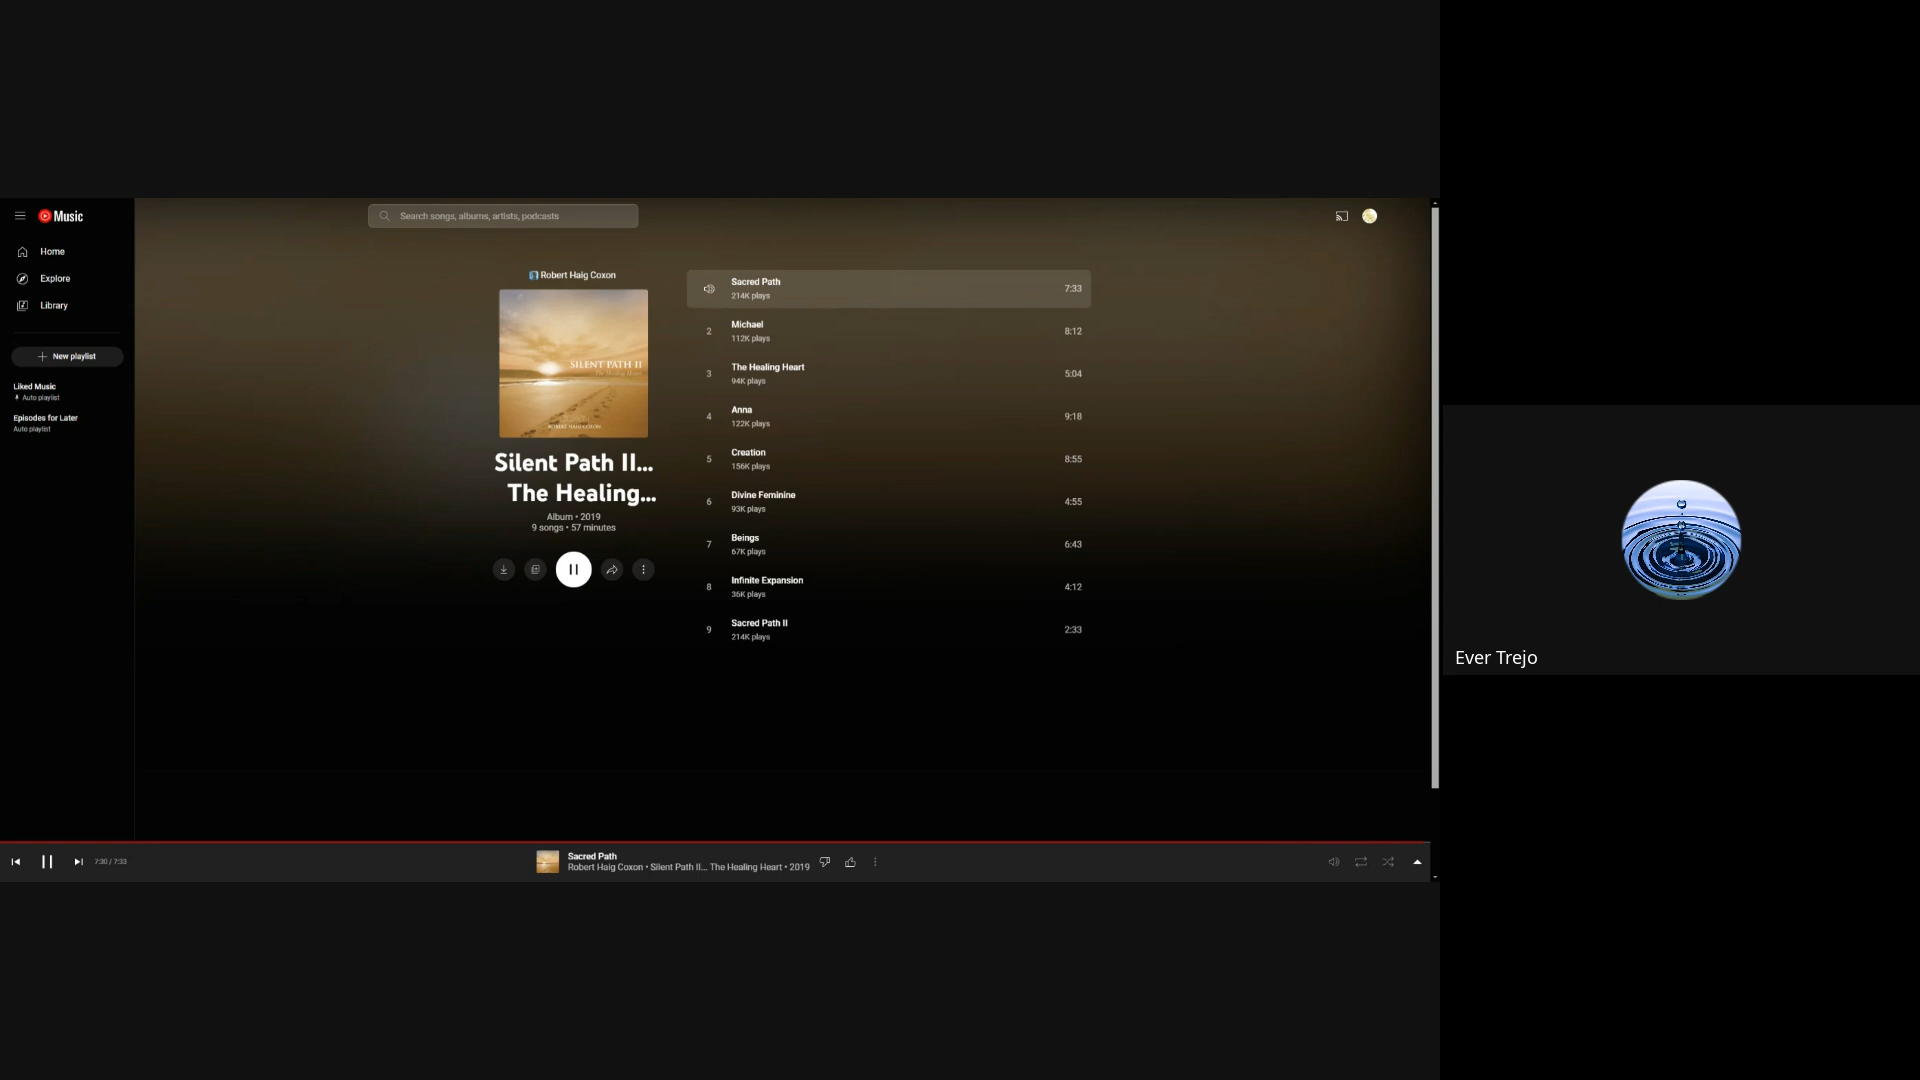 Music
Search songs, albums, artists, podcasts
Home
Explore
Library
New playlist
Liked Music
Auto playlist
Episodes for Later
Auto playlist
Robert Haig Coxon
SILENT PATH II
The Healing Heart
ROBERT HAIG COXON
Silent Path II...
The Healing...
Album • 2019
9 songs • 57 minutes
Sacred Path
214K plays
7:33
2
Michael
112K plays
8:12
3
The Healing Heart
94K plays
5:04
4
Anna
122K plays
9:18
5
Creation
156K plays
8:55
6
Divine Feminine
93K plays
4:55
7
Beings
67K plays
6:43
8
Infinite Expansion
36K plays
4:12
9
Sacred Path II
214K plays
2:33
7:30 / 7:33
Sacred Path
Robert Haig Coxon • Silent Path II... The Healing Heart • 2019
Ever Trejo